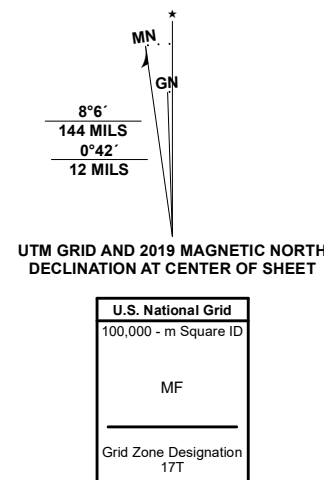 ★
MN
GN
8°6´
144 MILS
0°42´
12 MILS
UTM GRID AND 2019 MAGNETIC NORTH
DECLINATION AT CENTER OF SHEET
U.S. National Grid
100,000 - m Square ID
MF
Grid Zone Designation
17T